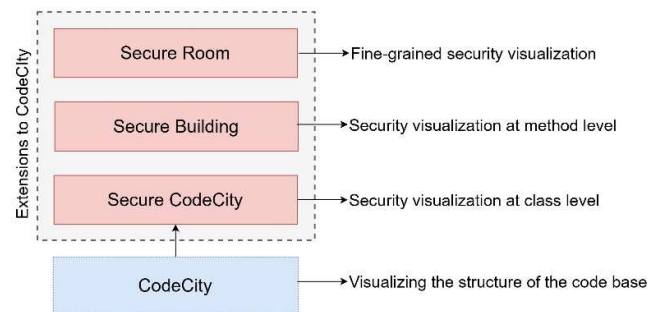 Extensions to CodeCIty
Secure Room
Fine-grained security visualization
Secure Building
Security visualization at method level
Secure CodeCity
Security visualization at class level
CodeCity
Visualizing the structure of the code base